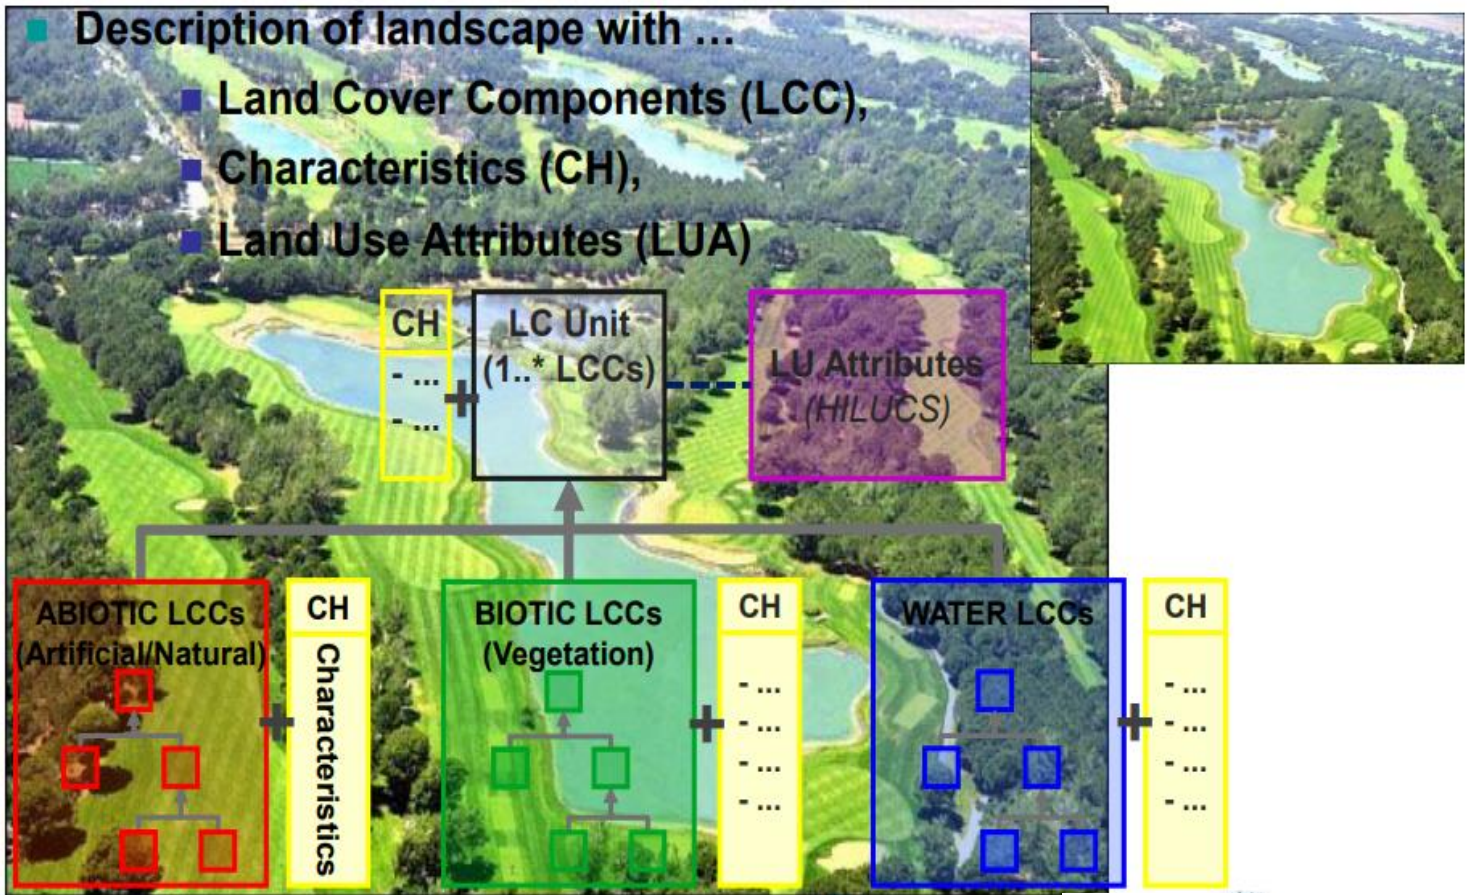 Description of landscape with …
Land Cover Components (LCC),
Characteristics (CH),
Land Use Attributes (LUA)
CH
- ...
- ...
LC Unit
(1..* LCCs)
LU Attributes
(HILUCS)
ABIOTIC LCCs
(Artificial/Natural)
CH
Characteristics
BIOTIC LCCs
(Vegetation)
CH
- ...
- ...
- ...
- ...
WATER LCCs
CH
- ...
- ...
- ...
- ...